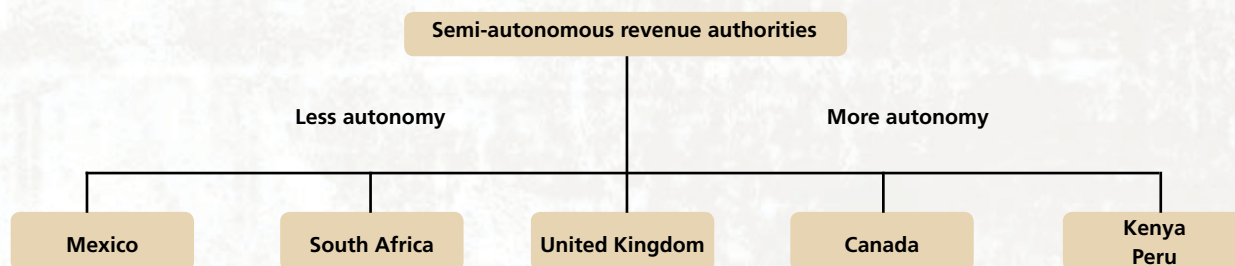 Semi-autonomous revenue authorities
Less autonomy
More autonomy
Mexico
South Africa
United Kingdom
Canada
Kenya
Peru